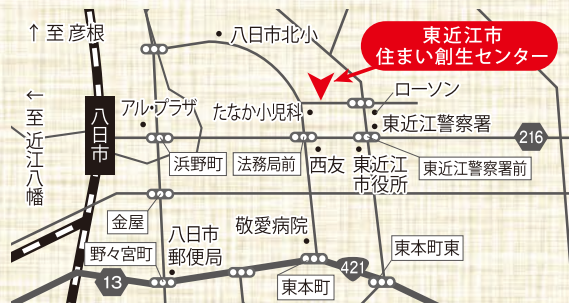 ↑至彦根
八日市北小
東近江市
住まい創生センター
←至近江八幡
アル・プラザ
たなか小児科
ローソン
東近江警察署
八日市
216
浜野町
法務局前
西友
東近江
市役所
東近江警察署前
金屋
敬愛病院
野々宮町
八日市
郵便局
東本町東
13
421
東本町